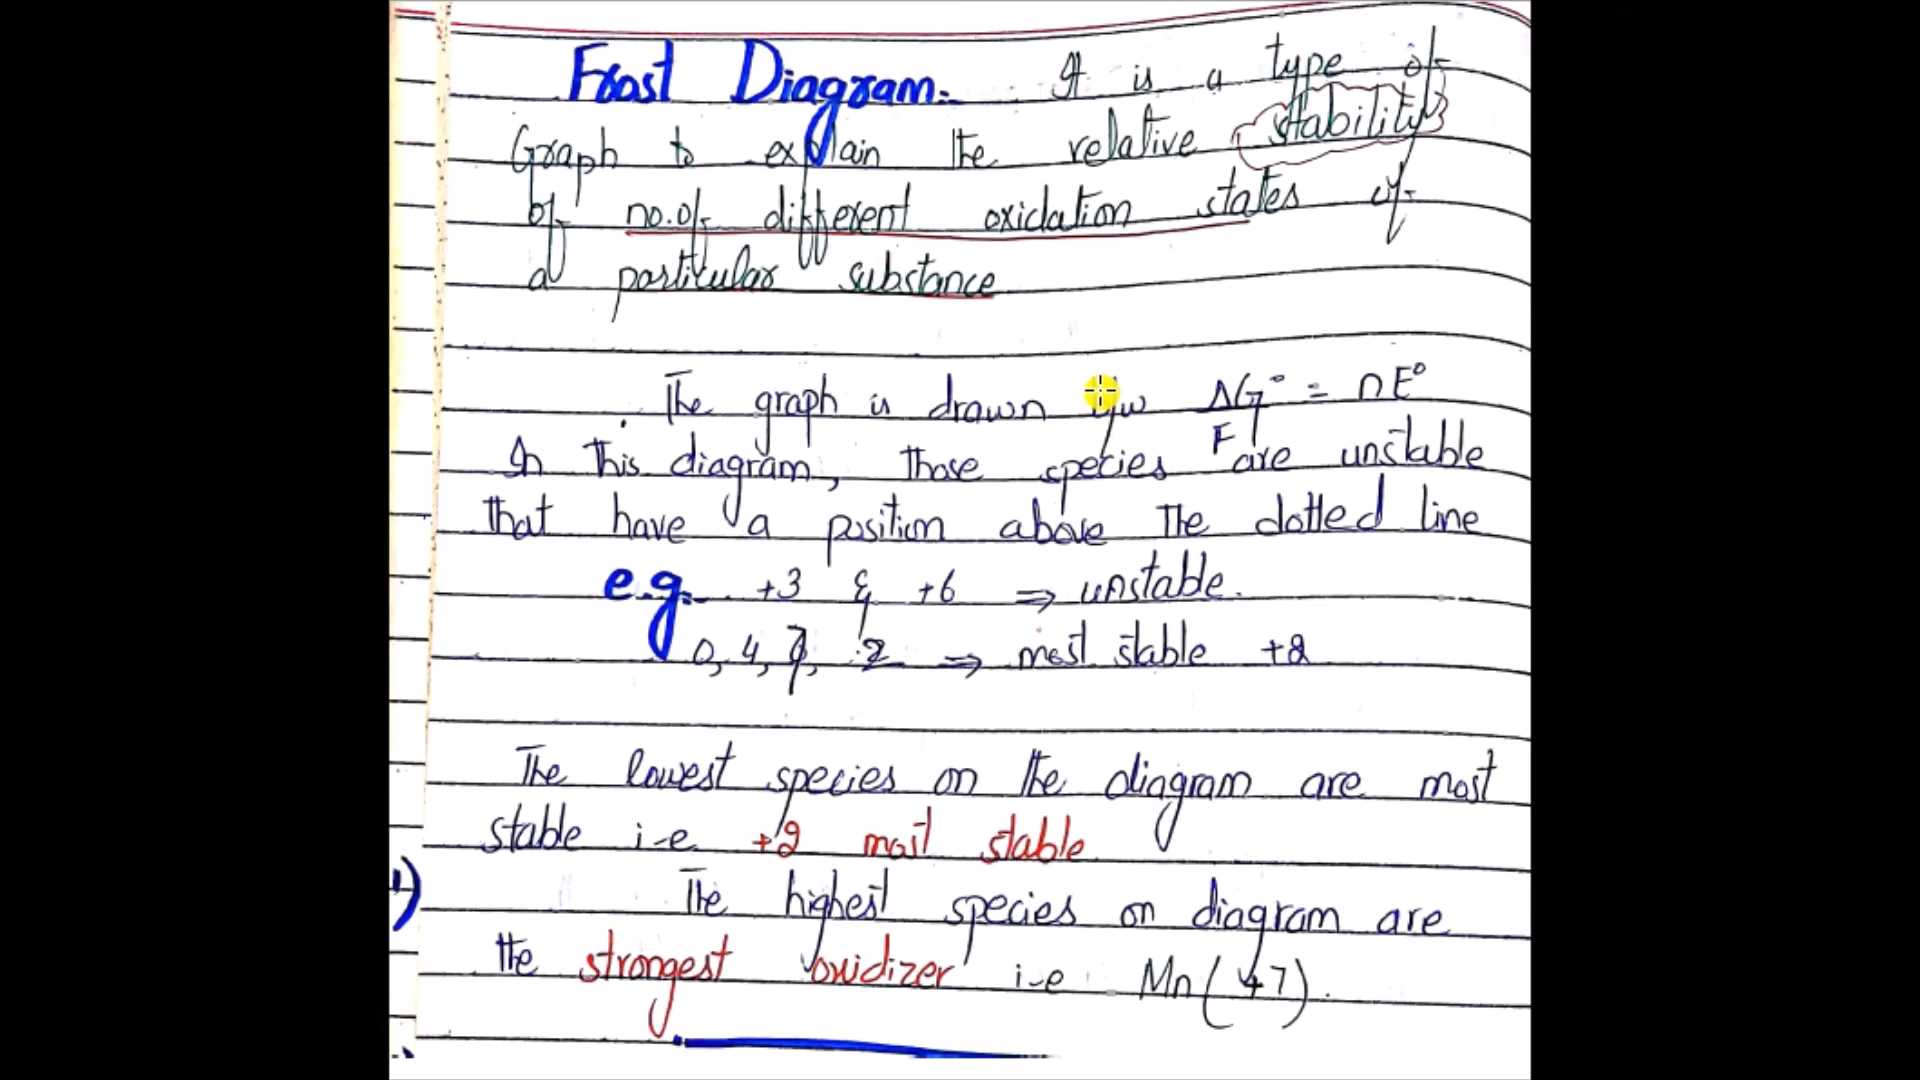 Frost Diagram:- It is a type of
Graph to explain the relative stability
of no. of different oxidation states of
a particular substance
The graph is drawn b/w ΔG° = nE°
F
In this diagram, those species are unstable
that have a position above the dotted line
e.g:- +3 & +6 ⇒ unstable.
0, 4, 7, 2 ⇒ most stable +2
The lowest species on the diagram are most
stable i-e +2 most stable
1) The highest species on diagram are
the strongest oxidizer i-e Mn(+7).